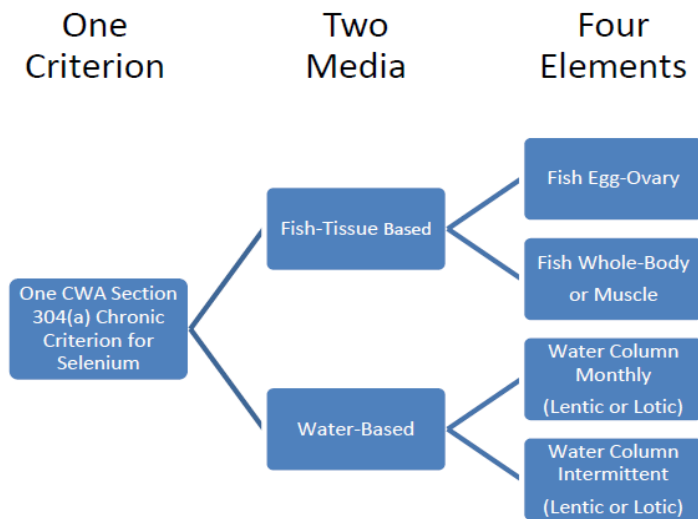 One
Criterion
Two
Media
Four
Elements
One CWA Section
304(a) Chronic
Criterion for
Selenium
Fish-Tissue Based
Water-Based
Fish Egg-Ovary
Fish Whole-Body
or Muscle
Water Column
Monthly
(Lentic or Lotic)
Water Column
Intermittent
(Lentic or Lotic)